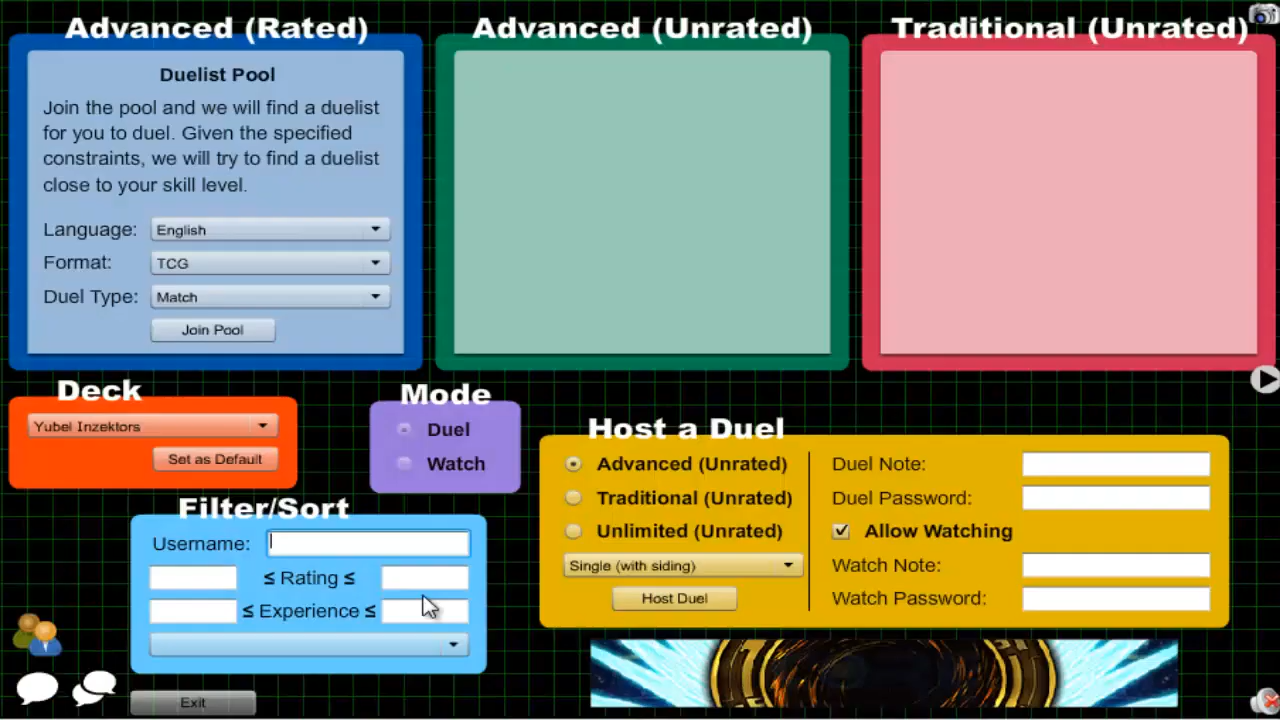 Advanced (Rated)
Duelist Pool
Join the pool and we will find a duelist
for you to duel. Given the specified
constraints, we will try to find a duelist
close to your skill level.
Language: English
Format: TCG
Duel Type: Match
Join Pool
Advanced (Unrated)
Traditional (Unrated)
Deck
Yubel Inzektors
Set as Default
Mode
Duel
Watch
Filter/Sort
Username:
≤ Rating ≤
≤ Experience ≤
Host a Duel
Advanced (Unrated)
Traditional (Unrated)
Unlimited (Unrated)
Single (with siding)
Host Duel
Duel Note:
Duel Password:
Allow Watching
Watch Note:
Watch Password:
Exit